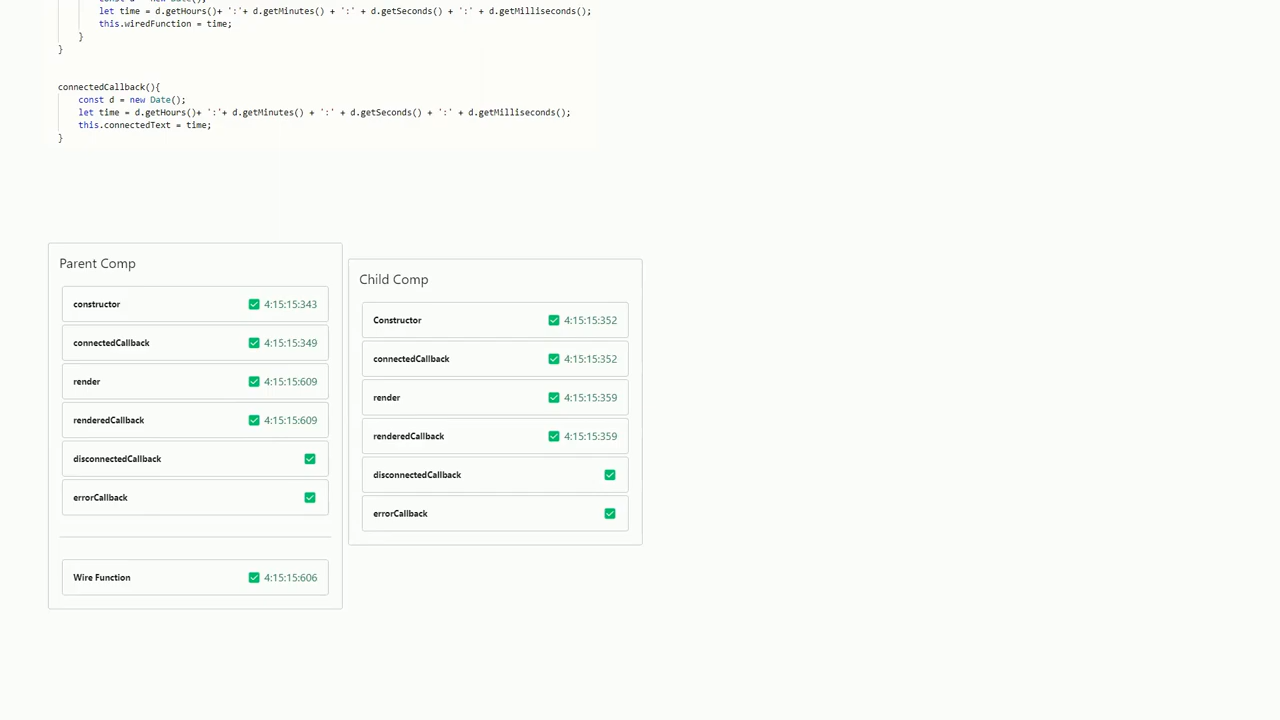 const d = new Date();
let time = d.getHours()+ ':'+ d.getMinutes() + ':' + d.getSeconds() + ':' + d.getMilliseconds();
this.wiredFunction = time;
}
}
connectedCallback(){
const d = new Date();
let time = d.getHours()+ ':'+ d.getMinutes() + ':' + d.getSeconds() + ':' + d.getMilliseconds();
this.connectedText = time;
}
Parent Comp
constructor 4:15:15:343
connectedCallback 4:15:15:349
render 4:15:15:609
renderedCallback 4:15:15:609
disconnectedCallback
errorCallback
Wire Function 4:15:15:606
Child Comp
Constructor 4:15:15:352
connectedCallback 4:15:15:352
render 4:15:15:359
renderedCallback 4:15:15:359
disconnectedCallback
errorCallback